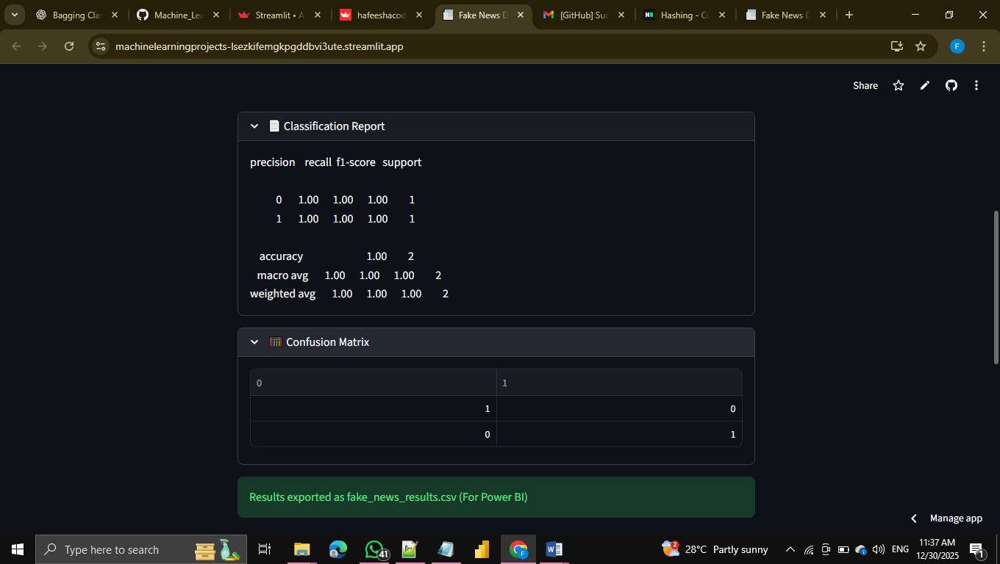 Bagging Clas
Machine_Lea
Streamlit • A
hafeeshacod
Fake News D
[GitHub] Suc
Hashing - Cu
Fake News D
machinelearningprojects-lsezkifemgkpgddbvi3ute.streamlit.app
F
Share
Classification Report
precision recall f1-score support
0 1.00 1.00 1.00 1
1 1.00 1.00 1.00 1
accuracy 1.00 2
macro avg 1.00 1.00 1.00 2
weighted avg 1.00 1.00 1.00 2
Confusion Matrix
0 1
1 0
0 1
Results exported as fake_news_results.csv (For Power BI)
Manage app
Type here to search
41
F
2
28°C Partly sunny
ENG
11:37 AM
12/30/2025
1